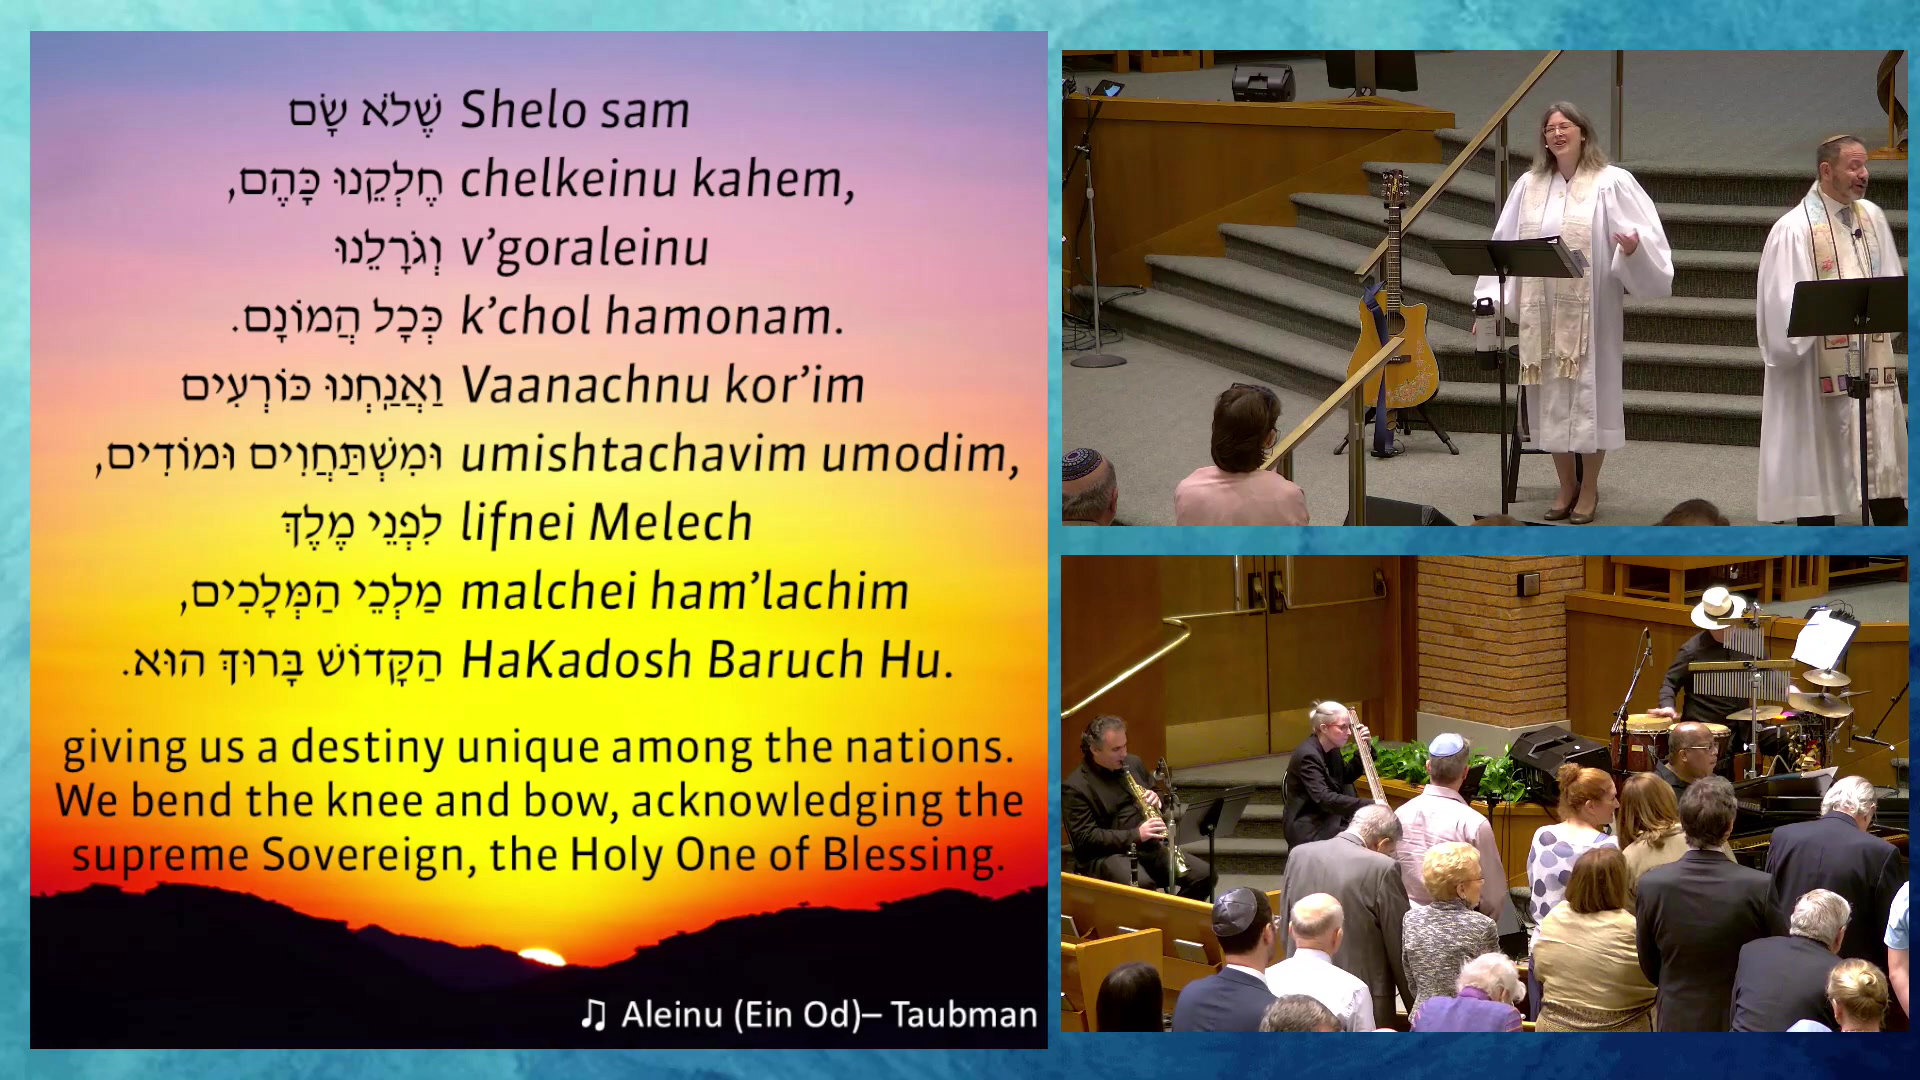 שֶׁלֹּא שָׂם Shelo sam
חֶלְקֵנוּ כָּהֶם, chelkeinu kahem,
וְגֹרָלֵנוּ v’goraleinu
כְּכׇל הֲמוֹנָם. k’chol hamonam.
וַאֲנַחְנוּ כּוֹרְעִים Vaanachnu kor’im
וּמִשְׁתַּחֲוִים וּמוֹדִים, umishtachavim umodim,
לִפְנֵי מֶלֶךְ lifnei Melech
מַלְכֵי הַמְּלָכִים, malchei ham’lachim
הַקָּדוֹשׁ בָּרוּךְ הוּא. HaKadosh Baruch Hu.
giving us a destiny unique among the nations.
We bend the knee and bow, acknowledging the
supreme Sovereign, the Holy One of Blessing.
♫ Aleinu (Ein Od)– Taubman